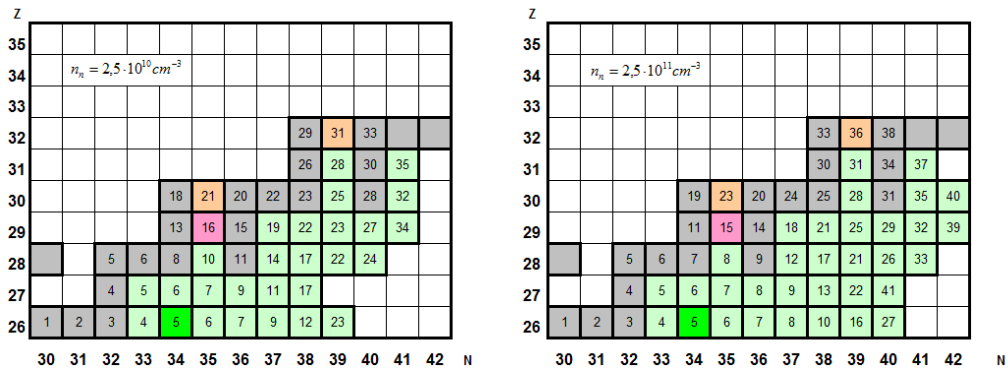 Z
35
34 n_n = 2,5·10^10 cm^-3
33
32 29 31 33
31 26 28 30 35
30 18 21 20 22 23 25 28 32
29 13 16 15 19 22 23 27 34
28 5 6 8 10 11 14 17 22 24
27 4 5 6 7 9 11 17
26 1 2 3 4 5 6 7 9 12 23
30 31 32 33 34 35 36 37 38 39 40 41 42 N
Z
35
34 n_n = 2,5·10^11 cm^-3
33
32 33 36 38
31 30 31 34 37
30 19 23 20 24 25 28 31 35 40
29 11 15 14 18 21 25 29 32 39
28 5 6 7 8 9 12 17 21 26 33
27 4 5 6 7 8 9 13 22 41
26 1 2 3 4 5 6 7 8 10 16 27
30 31 32 33 34 35 36 37 38 39 40 41 42 N